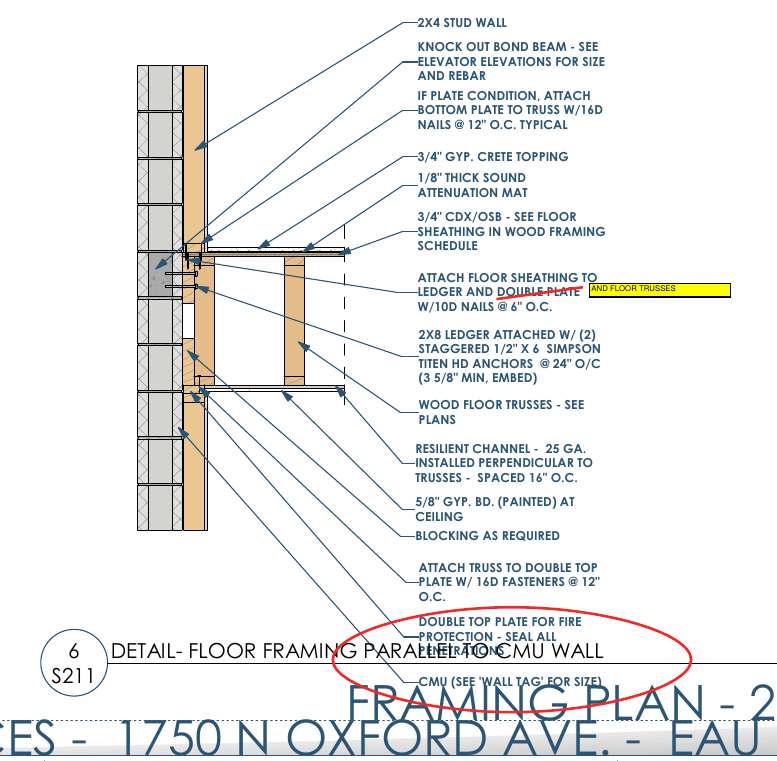 2X4 STUD WALL
KNOCK OUT BOND BEAM - SEE
ELEVATOR ELEVATIONS FOR SIZE
AND REBAR
IF PLATE CONDITION, ATTACH
BOTTOM PLATE TO TRUSS W/16D
NAILS @ 12" O.C. TYPICAL
3/4" GYP. CRETE TOPPING
1/8" THICK SOUND
ATTENUATION MAT
3/4" CDX/OSB - SEE FLOOR
SHEATHING IN WOOD FRAMING
SCHEDULE
ATTACH FLOOR SHEATHING TO
LEDGER AND DOUBLE PLATE
AND FLOOR TRUSSES
W/10D NAILS @ 6" O.C.
2X8 LEDGER ATTACHED W/ (2)
STAGGERED 1/2" X 6 SIMPSON
TITEN HD ANCHORS @ 24" O/C
(3 5/8" MIN, EMBED)
WOOD FLOOR TRUSSES - SEE
PLANS
RESILIENT CHANNEL - 25 GA.
INSTALLED PERPENDICULAR TO
TRUSSES - SPACED 16" O.C.
5/8" GYP. BD. (PAINTED) AT
CEILING
BLOCKING AS REQUIRED
ATTACH TRUSS TO DOUBLE TOP
PLATE W/ 16D FASTENERS @ 12"
O.C.
DOUBLE TOP PLATE FOR FIRE
PROTECTION - SEAL ALL
PENETRATIONS
6
S211
DETAIL- FLOOR FRAMING PARALLEL TO CMU WALL
CMU (SEE 'WALL TAG' FOR SIZE)
FRAMING PLAN - 2
CES - 1750 N OXFORD AVE. - EAU